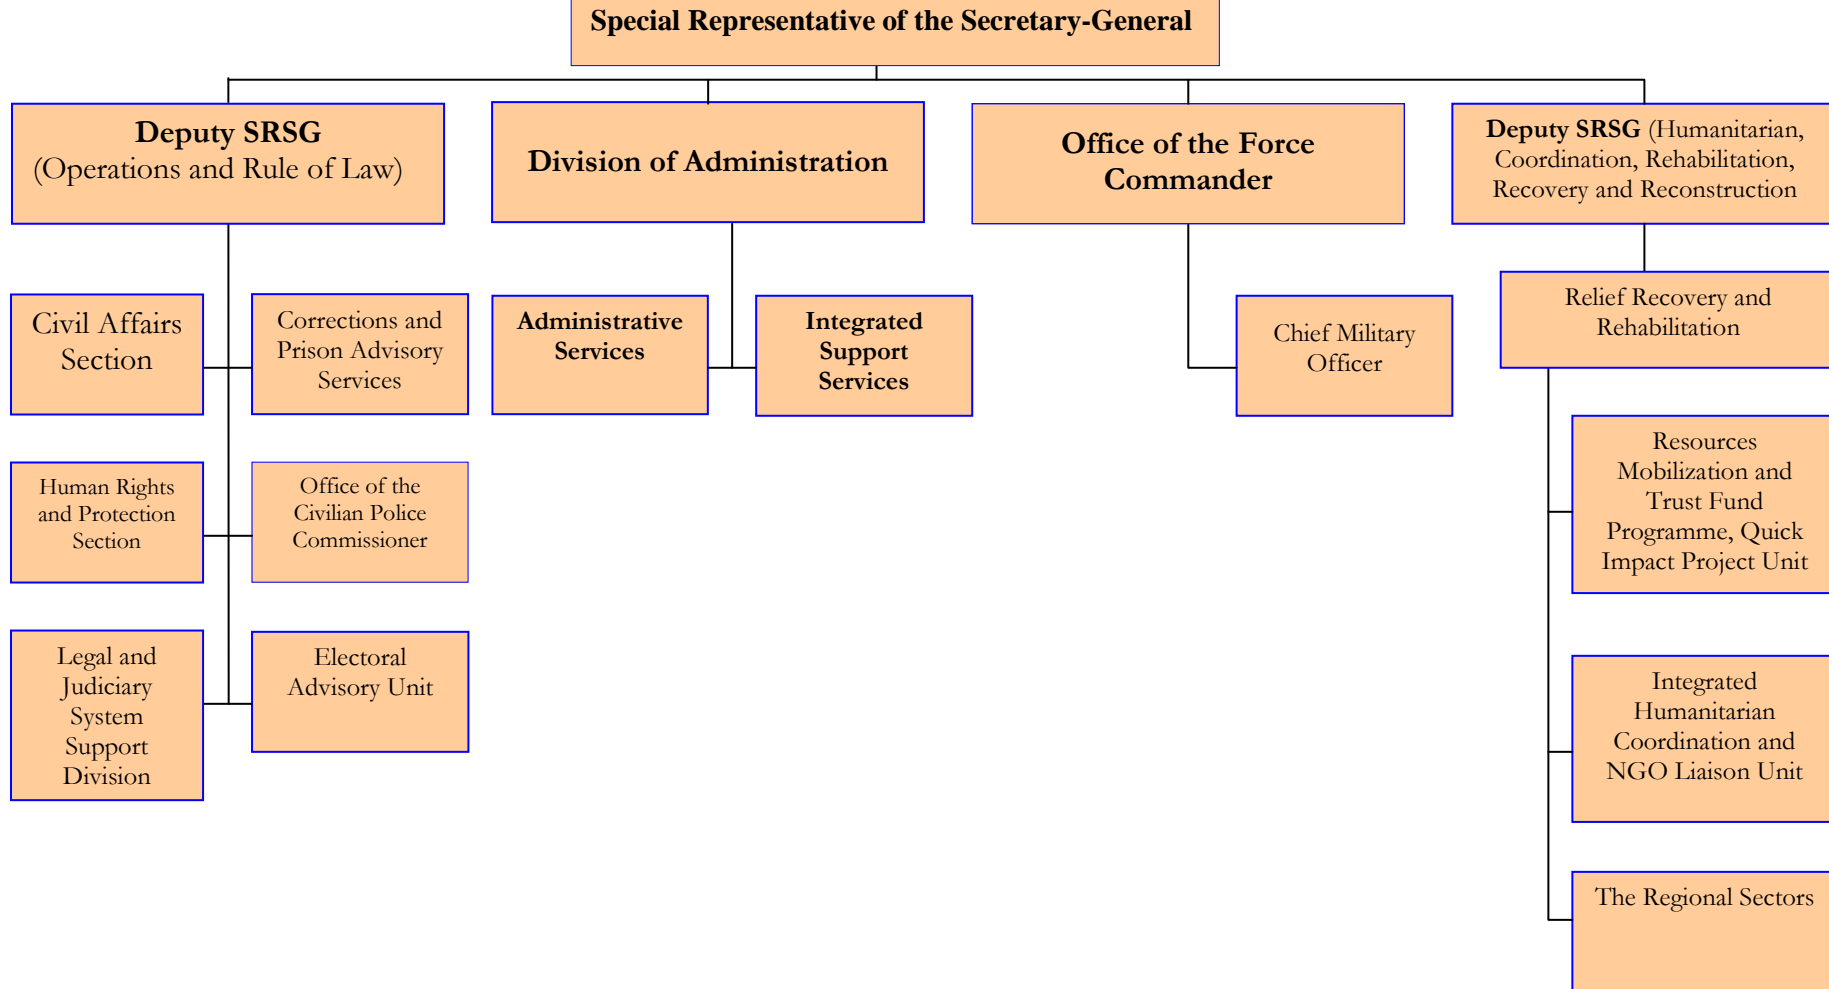 Special Representative of the Secretary-General
Deputy SRSG
(Operations and Rule of Law)
Division of Administration
Office of the Force
Commander
Deputy SRSG (Humanitarian,
Coordination, Rehabilitation,
Recovery and Reconstruction
Civil Affairs
Section
Corrections and
Prison Advisory
Services
Administrative
Services
Integrated
Support
Services
Chief Military
Officer
Relief Recovery and
Rehabilitation
Human Rights
and Protection
Section
Office of the
Civilian Police
Commissioner
Resources
Mobilization and
Trust Fund
Programme, Quick
Impact Project Unit
Legal and
Judiciary
System
Support
Division
Electoral
Advisory Unit
Integrated
Humanitarian
Coordination and
NGO Liaison Unit
The Regional Sectors